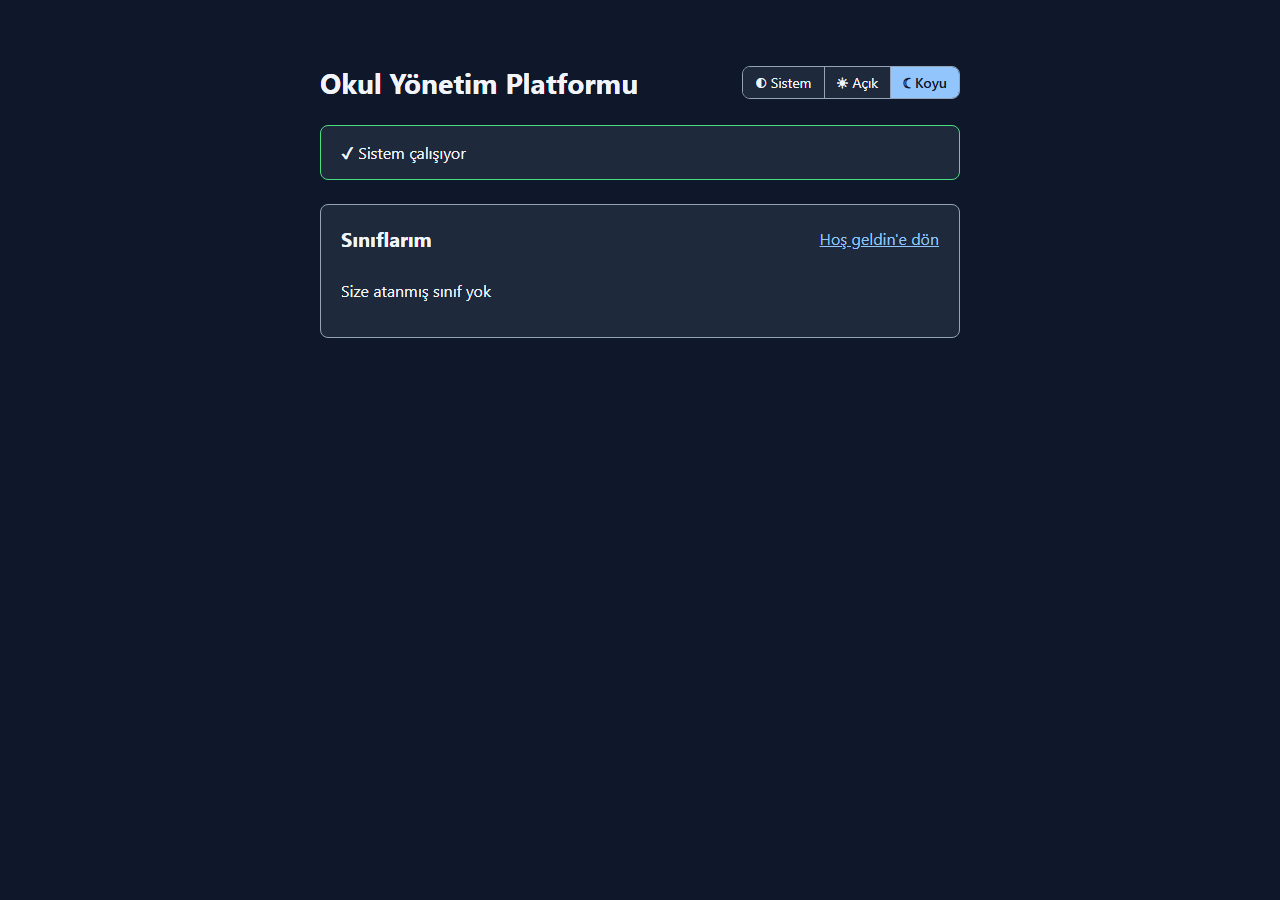 Okul Yönetim Platformu
◐ Sistem ☀ Açık ☾ Koyu
✓ Sistem çalışıyor
Sınıflarım
Hoş geldin'e dön
Size atanmış sınıf yok